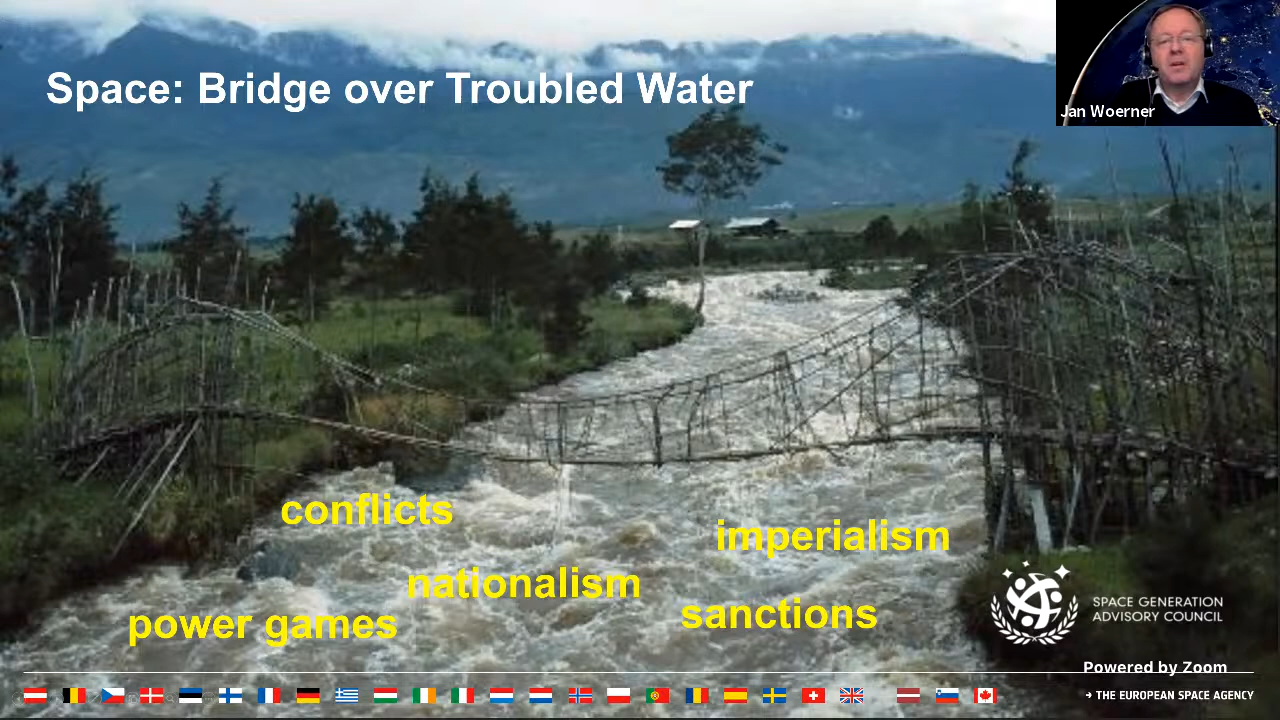 Space: Bridge over Troubled Water
Jan Woerner
conflicts
imperialism
nationalism
sanctions
power games
SPACE GENERATION
ADVISORY COUNCIL
Powered by Zoom
→ THE EUROPEAN SPACE AGENCY